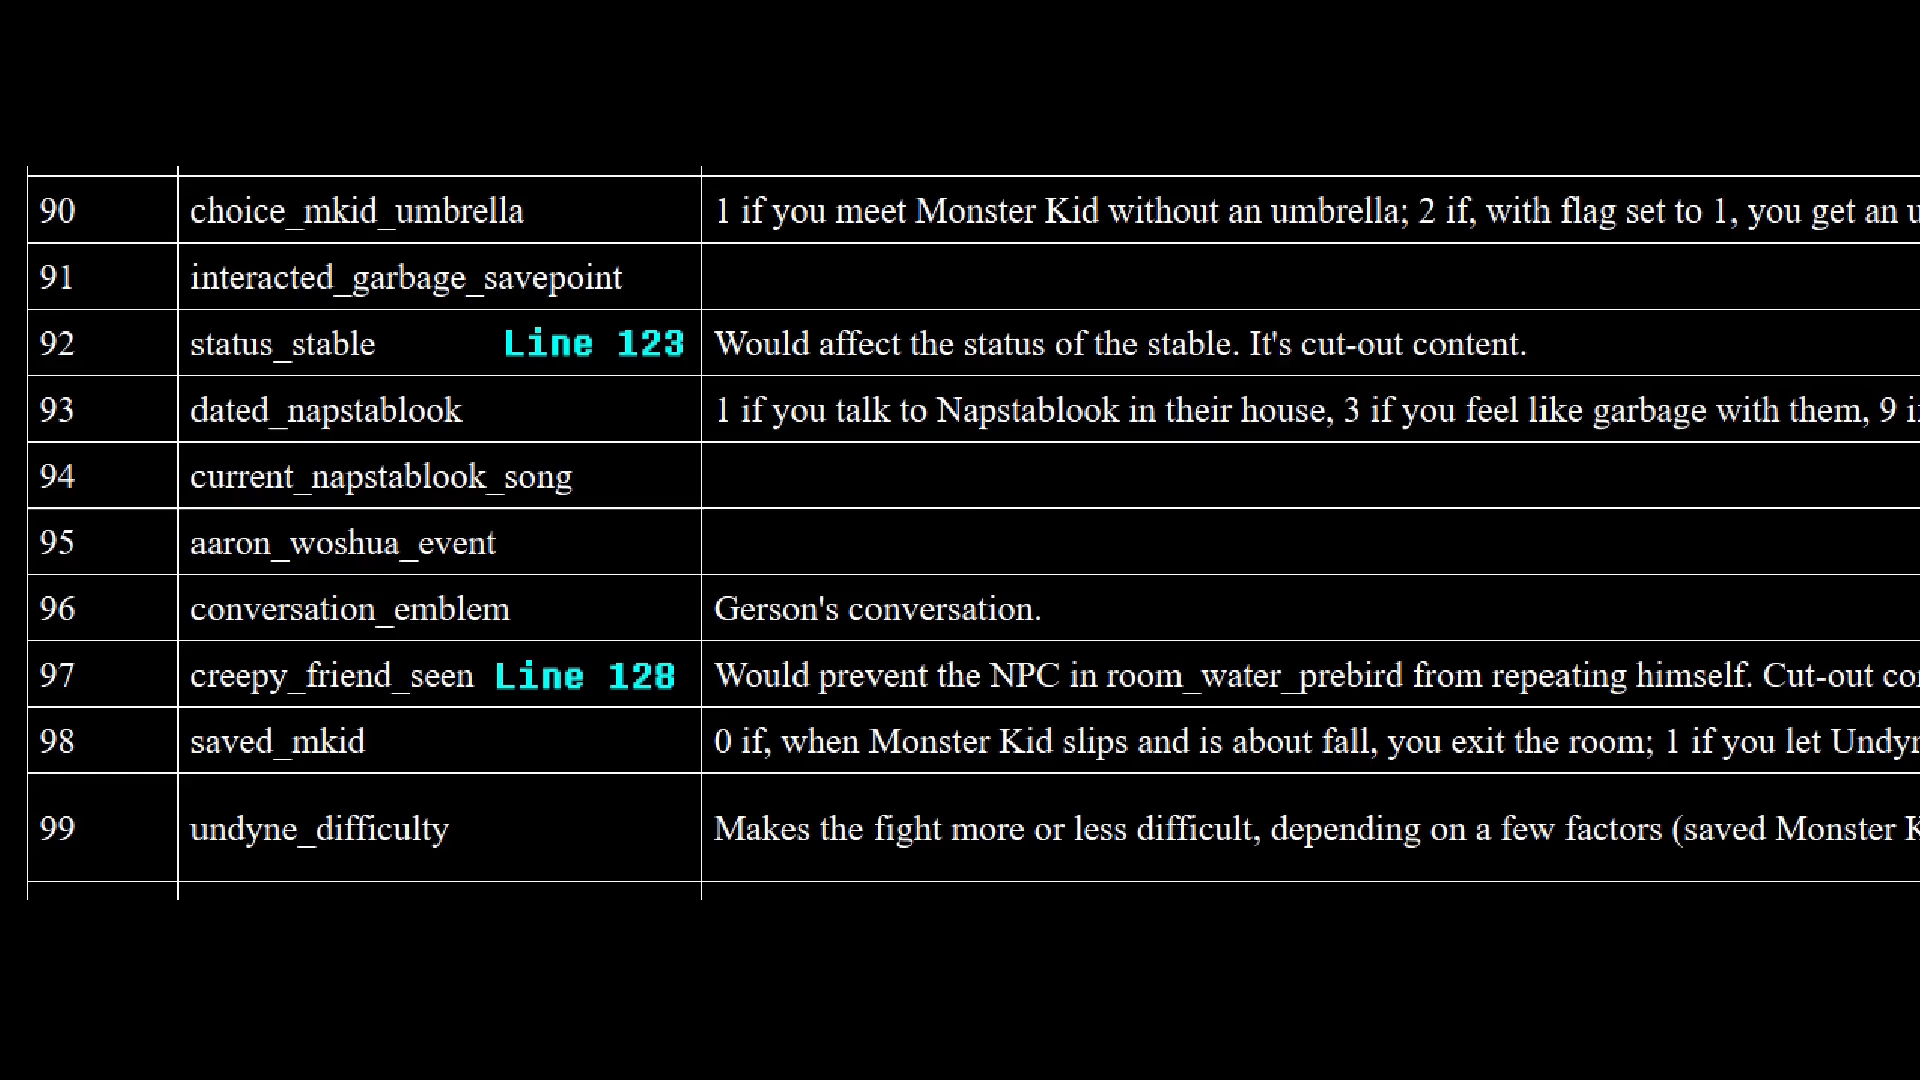 90 choice_mkid_umbrella 1 if you meet Monster Kid without an umbrella; 2 if, with flag set to 1, you get an
91 interacted_garbage_savepoint
92 status_stable Line 123 Would affect the status of the stable. It's cut-out content.
93 dated_napstablook 1 if you talk to Napstablook in their house, 3 if you feel like garbage with them, 9
94 current_napstablook_song
95 aaron_woshua_event
96 conversation_emblem Gerson's conversation.
97 creepy_friend_seen Line 128 Would prevent the NPC in room_water_prebird from repeating himself. Cut-out
98 saved_mkid 0 if, when Monster Kid slips and is about fall, you exit the room; 1 if you let
99 undyne_difficulty Makes the fight more or less difficult, depending on a few factors (saved Monster